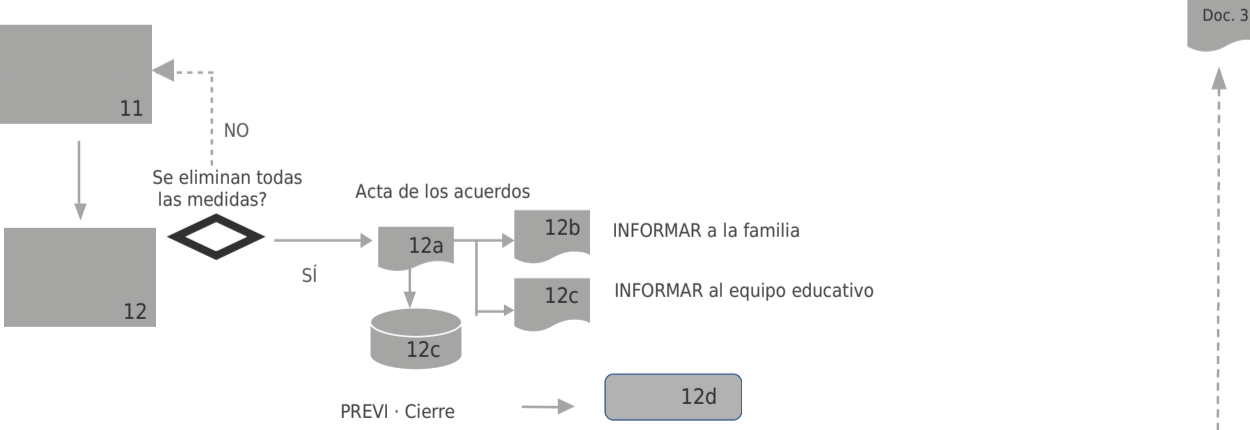 Doc. 3
11
NO
Se eliminan todas
las medidas?
Acta de los acuerdos
12b
INFORMAR a la familia
12a
SÍ
12c
INFORMAR al equipo educativo
12
12c
12d
PREVI · Cierre